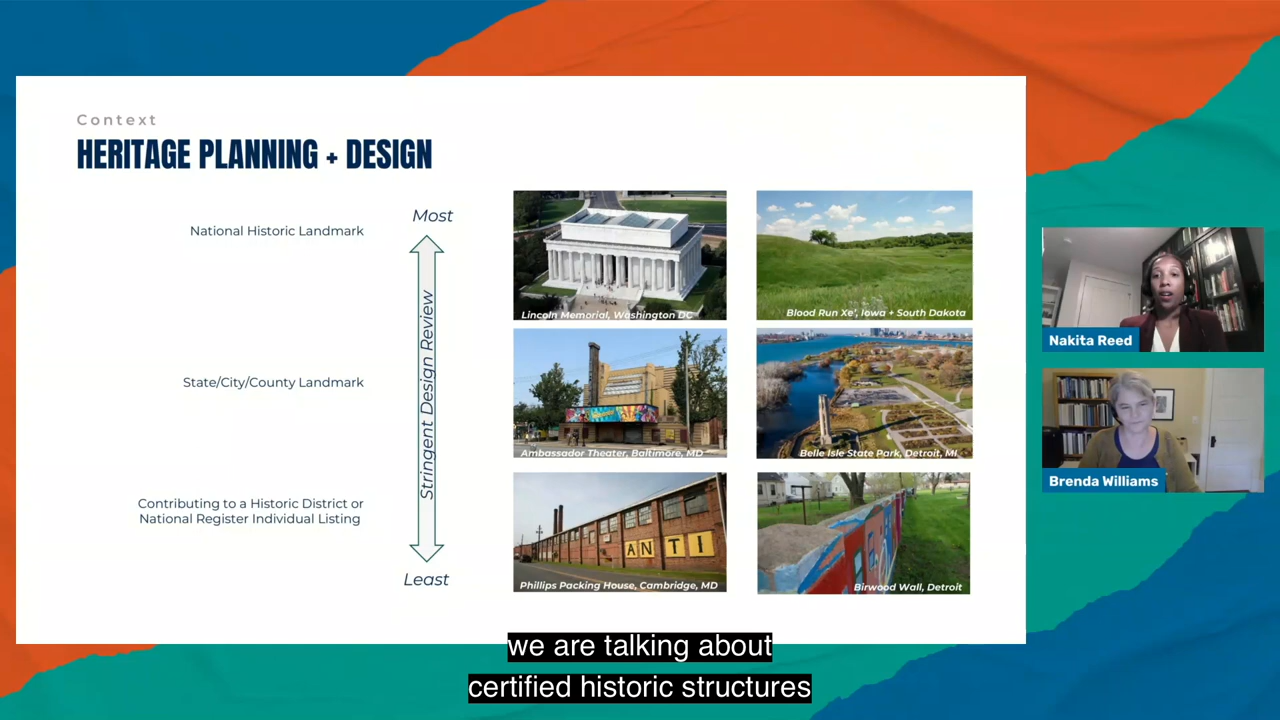 Context
HERITAGE PLANNING + DESIGN
Most
National Historic Landmark
State/City/County Landmark
Contributing to a Historic District or
National Register Individual Listing
Stringent Design Review
Least
Lincoln Memorial, Washington DC
Blood Run Xe', Iowa + South Dakota
Ambassador Theater, Baltimore, MD
Belle Isle State Park, Detroit, MI
ANTI
Phillips Packing House, Cambridge, MD
Birwood Wall, Detroit
Nakita Reed
Brenda Williams
we are talking about
certified historic structures